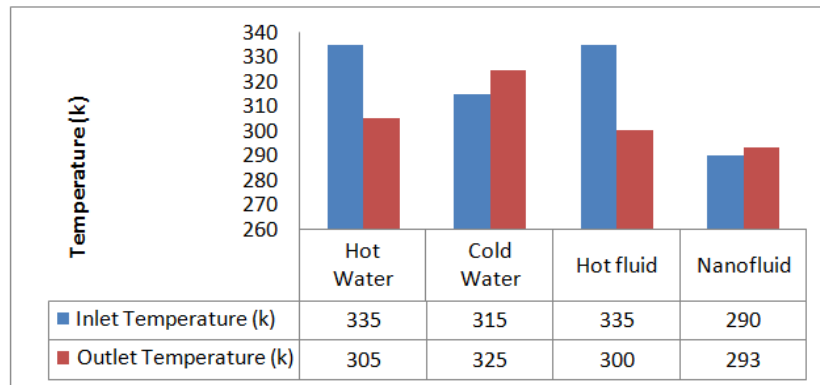 Temperature (k)
340
330
320
310
300
290
280
270
260
Hot Water
Cold Water
Hot fluid
Nanofluid
Inlet Temperature (k) 335 315 335 290
Outlet Temperature (k) 305 325 300 293